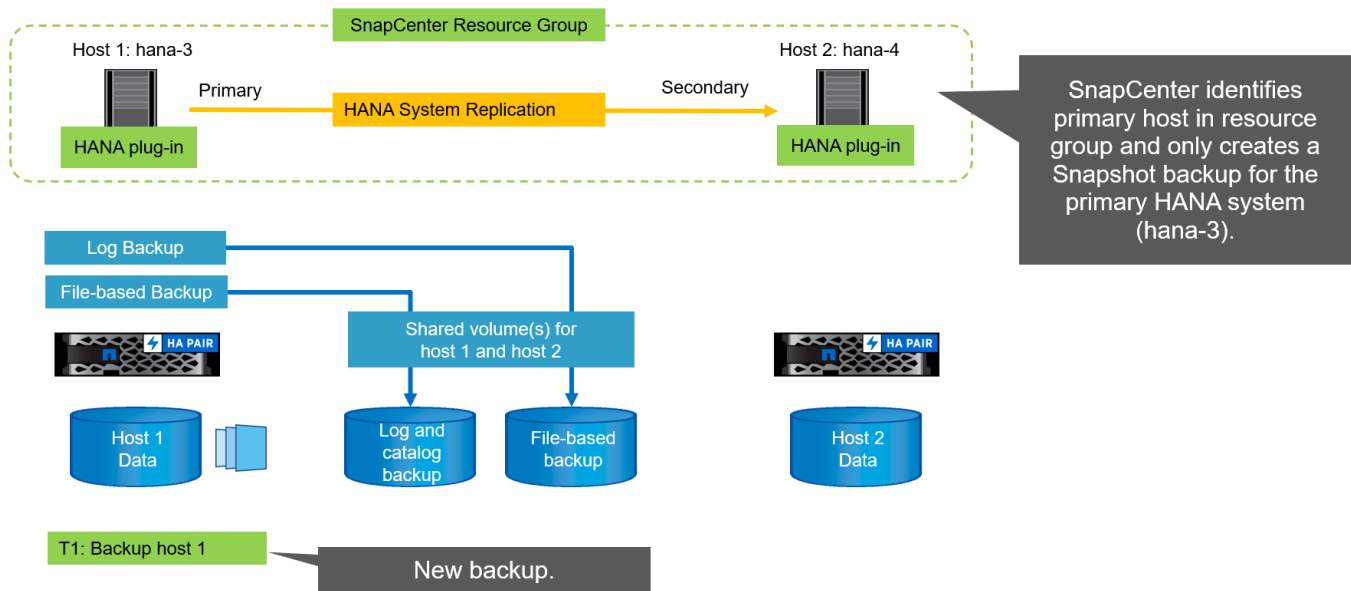 SnapCenter Resource Group
Host 1: hana-3
Host 2: hana-4
Primary
HANA System Replication
Secondary
HANA plug-in
HANA plug-in
SnapCenter identifies
primary host in resource
group and only creates a
Snapshot backup for the
primary HANA system
(hana-3).
Log Backup
File-based Backup
Shared volume(s) for
host 1 and host 2
HA PAIR
HA PAIR
Host 1
Data
Log and
catalog
backup
File-based
backup
Host 2
Data
T1: Backup host 1
New backup.